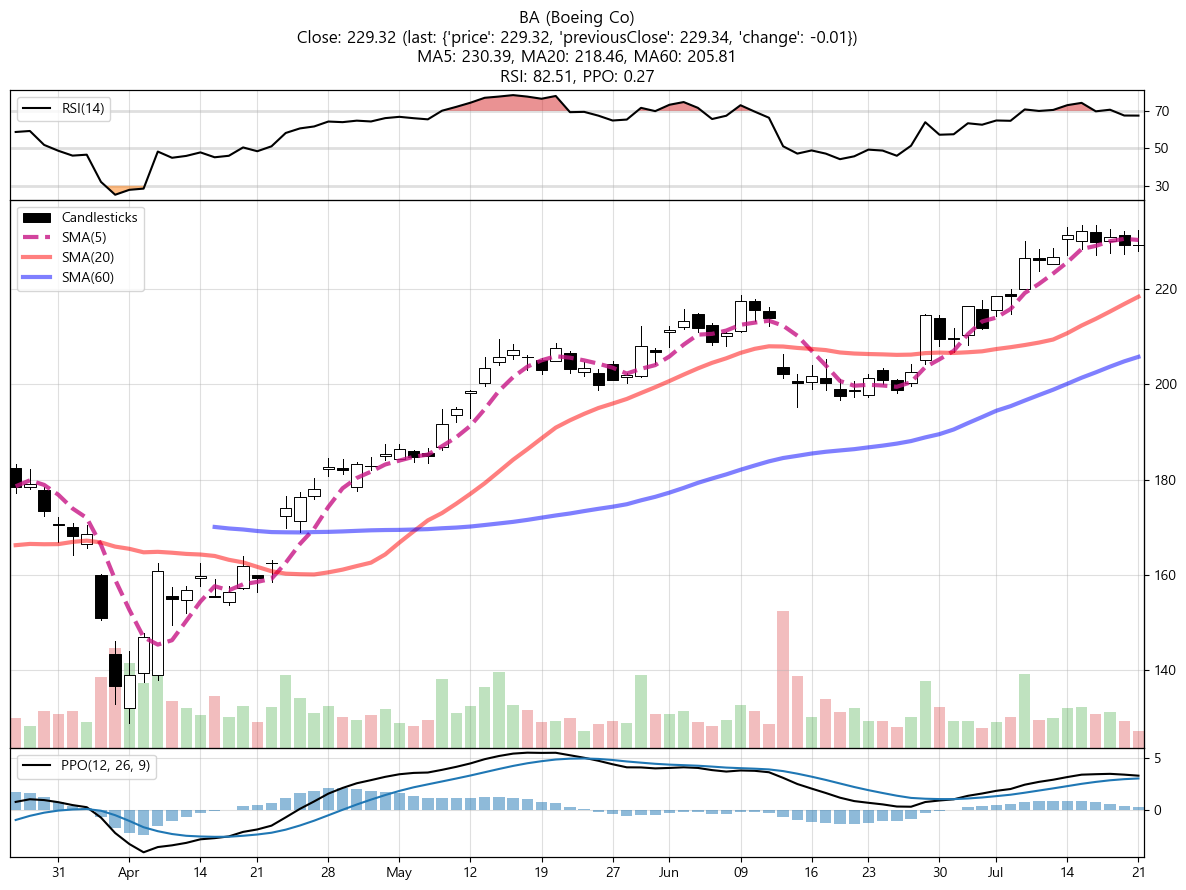 BA (Boeing Co)
Close: 229.32 (last: {'price': 229.32, 'previousClose': 229.34, 'change': -0.01})
MA5: 230.39, MA20: 218.46, MA60: 205.81
RSI: 82.51, PPO: 0.27
RSI(14)
70
50
30
Candlesticks
SMA(5)
SMA(20)
SMA(60)
220
200
180
160
140
PPO(12, 26, 9)
5
0
31 Apr 14 21 28 May 12 19 27 Jun 09 16 23 30 Jul 14 21